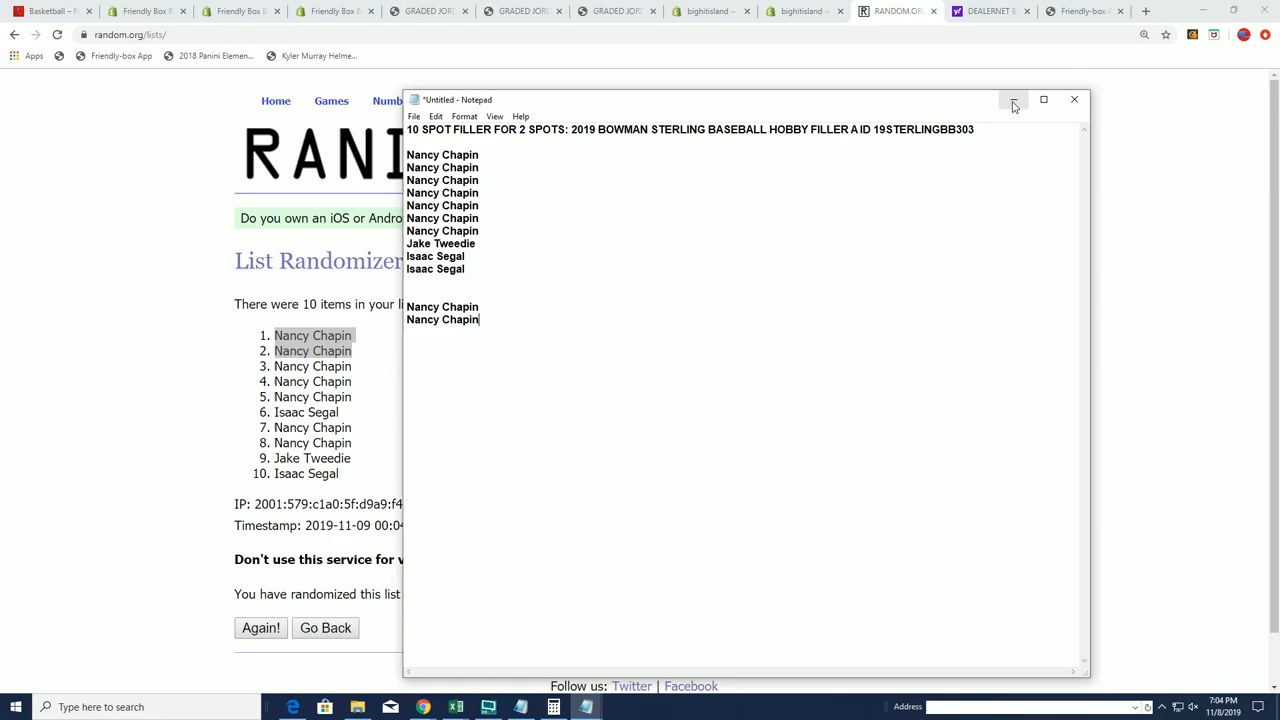 Basketball – F
Friendly Box B
Friendly Box B
Friendly Box B
GRADED JORD
GRADED JORD
GRADED JORD
bighitisland –
bighitisland –
RANDOM.OR
DEALERNET B
Friendly-box A
random.org/lists/
Apps
Friendly-box App
2018 Panini Elemen...
Kyler Murray Helme...
Home
Games
Numb
RAN
Do you own an iOS or Andro
List Randomizer
There were 10 items in your li
1. Nancy Chapin
2. Nancy Chapin
3. Nancy Chapin
4. Nancy Chapin
5. Nancy Chapin
6. Isaac Segal
7. Nancy Chapin
8. Nancy Chapin
9. Jake Tweedie
10. Isaac Segal
IP: 2001:579:c1a0:5f:d9a9:f4
Timestamp: 2019-11-09 00:04
Don't use this service for v
You have randomized this list
Again!
Go Back
Follow us: Twitter | Facebook
*Untitled - Notepad
File Edit Format View Help
10 SPOT FILLER FOR 2 SPOTS: 2019 BOWMAN STERLING BASEBALL HOBBY FILLER A ID 19STERLINGBB303
Nancy Chapin
Nancy Chapin
Nancy Chapin
Nancy Chapin
Nancy Chapin
Nancy Chapin
Nancy Chapin
Jake Tweedie
Isaac Segal
Isaac Segal
Nancy Chapin
Nancy Chapin
Type here to search
Address
7:04 PM
11/8/2019